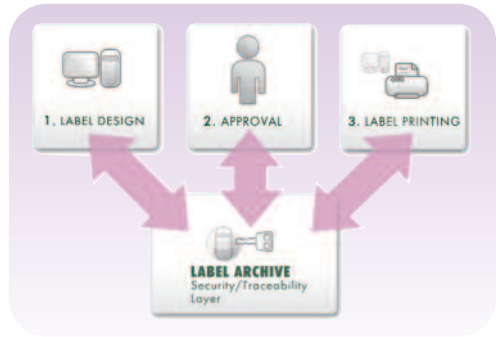 1. LABEL DESIGN
2. APPROVAL
3. LABEL PRINTING
LABEL ARCHIVE
Security/Traceability
Layer